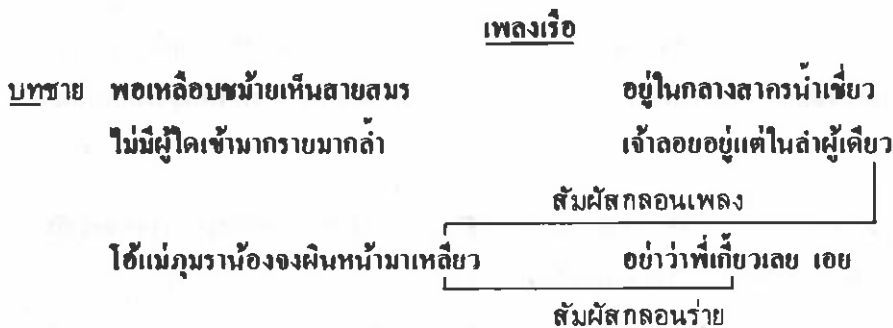 เพลงเรือ
บทชาย พอเหลือบชม้ายเห็นสายสมร อยู่ในกลางสาครน้ำเชี่ยว
ไม่มีผู้ใดเข้ามากรายมากล้ำ เจ้าลอยอยู่แต่ในลำผู้เดียว
สัมผัสกลอนเพลง
โอ้แม่ภุมราน้องจงผินหน้ามาเหลียว อย่าว่าพี่เกี้ยวเลย เอย
สัมผัสกลอนร่าย